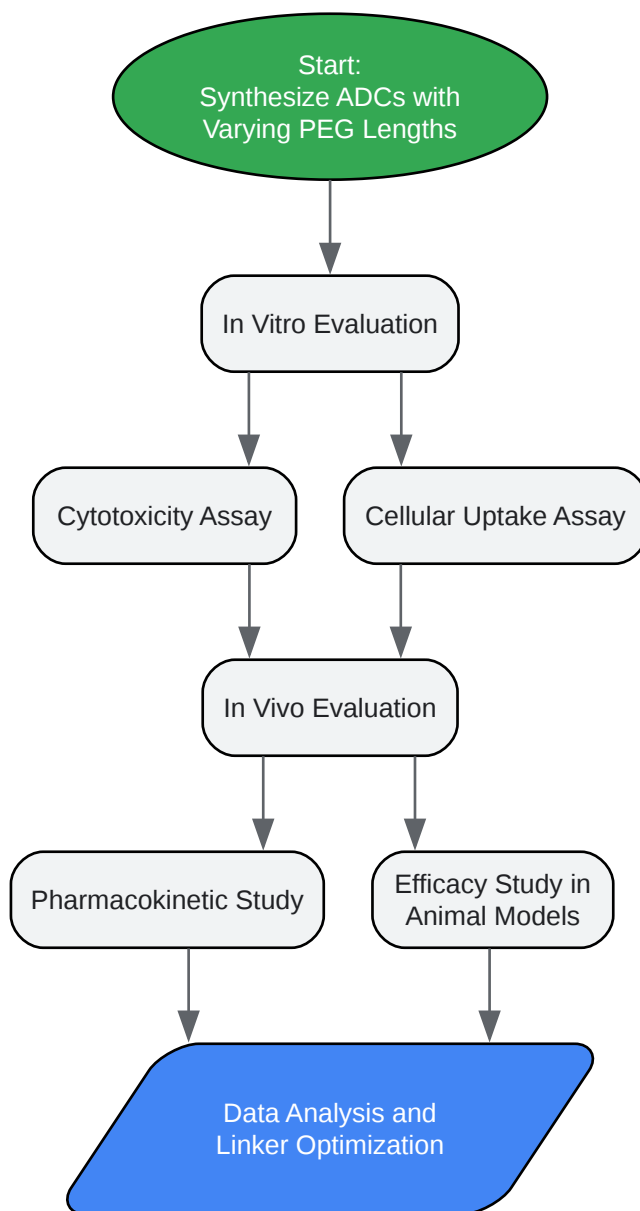 Start:
Synthesize ADCs with
Varying PEG Lengths
In Vitro Evaluation
Cytotoxicity Assay
Cellular Uptake Assay
In Vivo Evaluation
Pharmacokinetic Study
Efficacy Study in
Animal Models
Data Analysis and
Linker Optimization